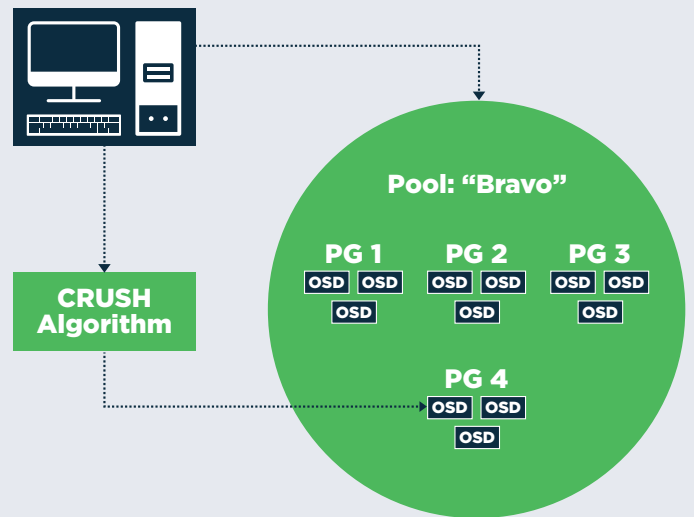 Pool: “Bravo”
PG 1 PG 2 PG 3
OSD OSD OSD OSD OSD OSD
OSD OSD OSD
CRUSH
Algorithm
PG 4
OSD OSD
OSD